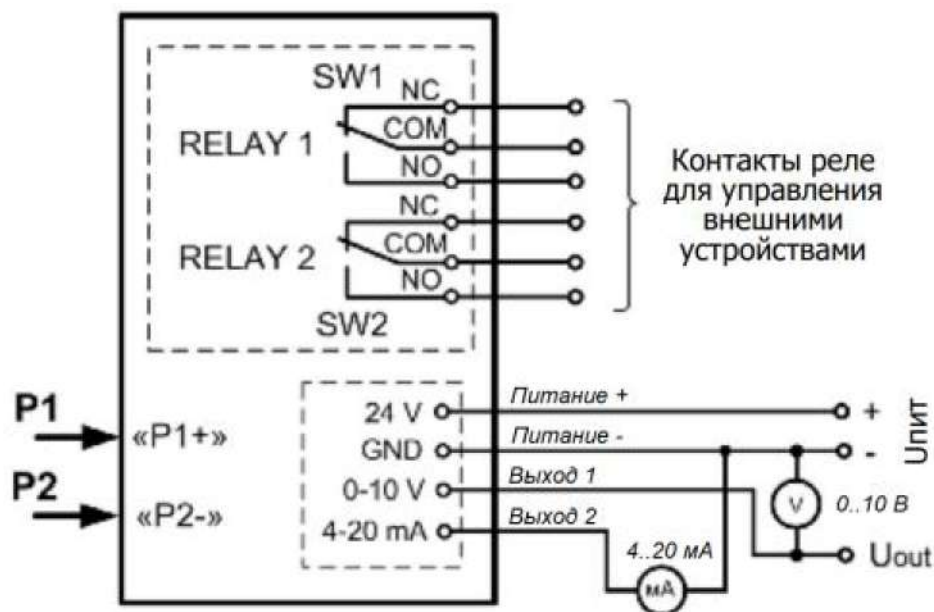 SW1
NC
RELAY 1
COM
NO
NC
RELAY 2
COM
NO
SW2
Контакты реле
для управления
внешними
устройствами
P1
«P1+»
P2
«P2-»
24 V
GND
0-10 V
4-20 mA
Питание +
Питание -
Выход 1
Выход 2
+
-
Uпит
V
0..10 В
4..20 мА
мА
Uout